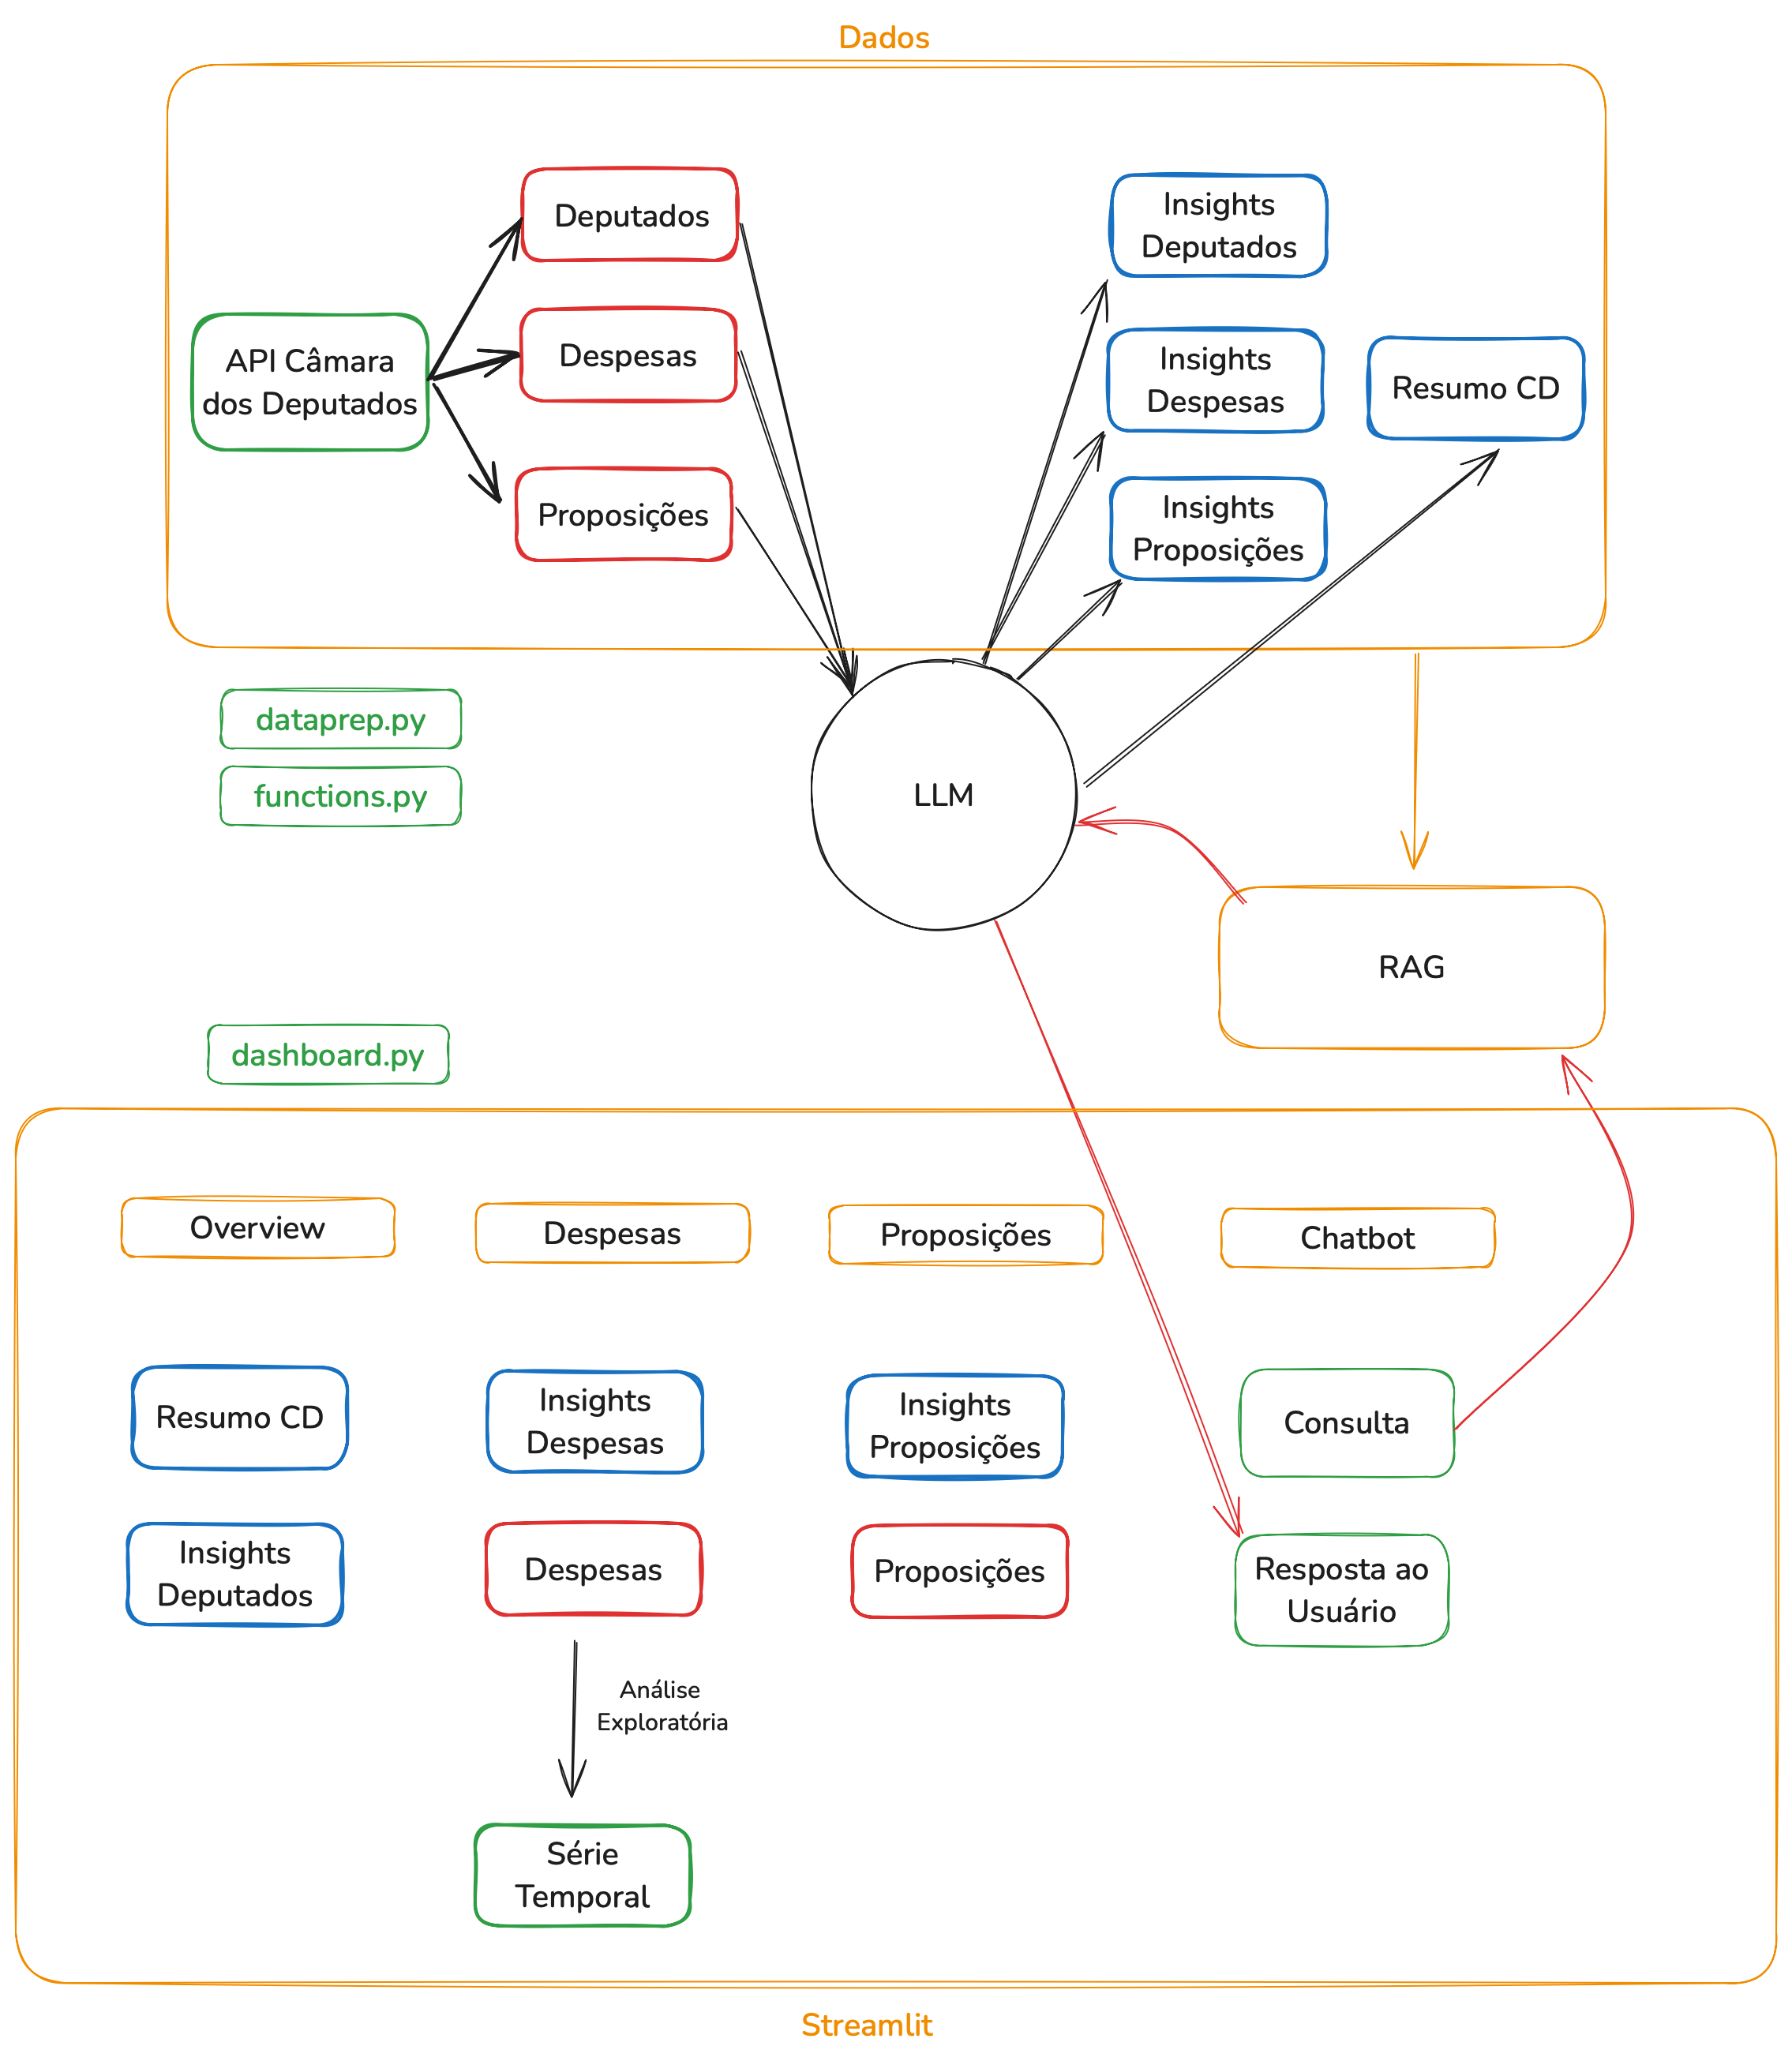 Dados
API Câmara
dos Deputados
Deputados
Despesas
Proposições
Insights
Deputados
Insights
Despesas
Insights
Proposições
Resumo CD
dataprep.py
functions.py
LLM
RAG
dashboard.py
Overview
Despesas
Proposições
Chatbot
Resumo CD
Insights
Despesas
Insights
Proposições
Consulta
Insights
Deputados
Despesas
Proposições
Resposta ao
Usuário
Análise
Exploratória
Série
Temporal
Streamlit